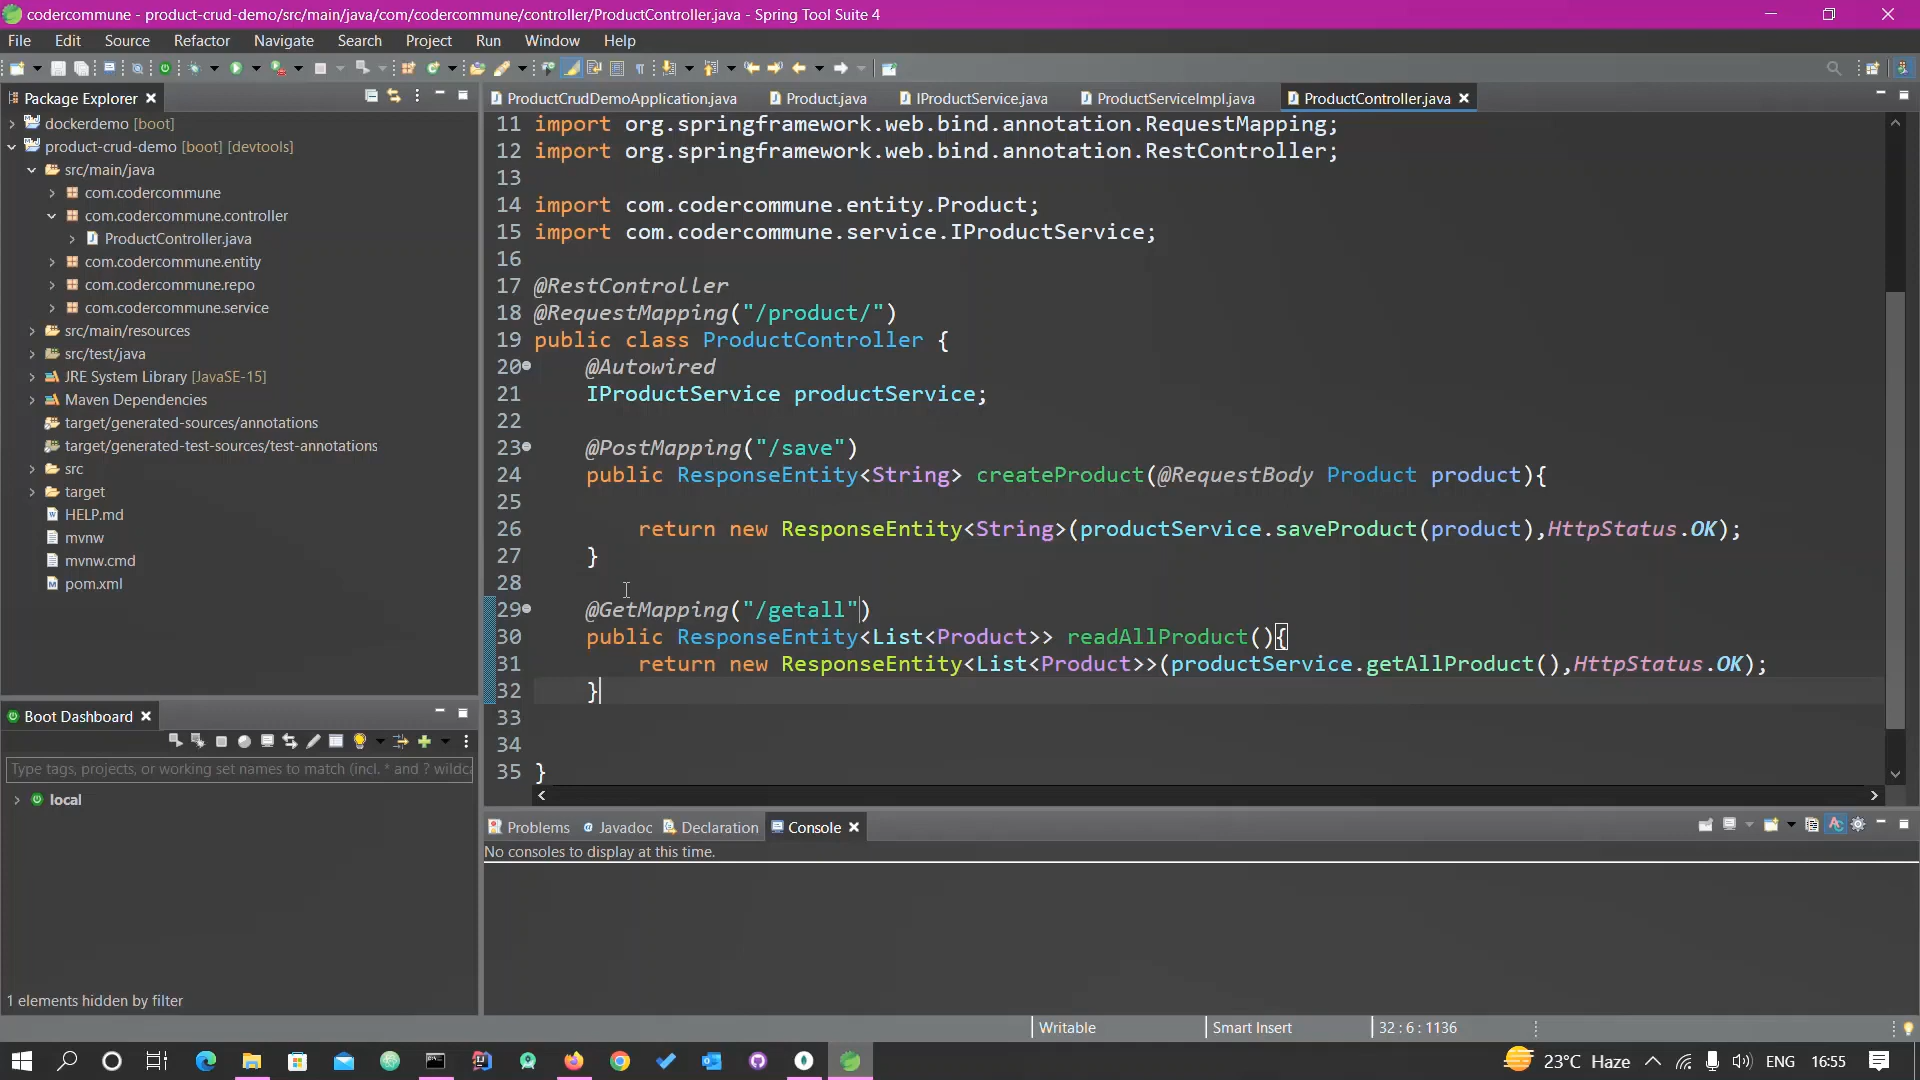 codercommune - product-crud-demo/src/main/java/com/codercommune/controller/ProductController.java - Spring Tool Suite 4
File Edit Source Refactor Navigate Search Project Run Window Help
Package Explorer
dockerdemo [boot]
product-crud-demo [boot] [devtools]
src/main/java
com.codercommune
com.codercommune.controller
ProductController.java
com.codercommune.entity
com.codercommune.repo
com.codercommune.service
src/main/resources
src/test/java
JRE System Library [JavaSE-15]
Maven Dependencies
target/generated-sources/annotations
target/generated-test-sources/test-annotations
src
target
HELP.md
mvnw
mvnw.cmd
pom.xml
Boot Dashboard
Type tags, projects, or working set names to match (incl. * and ? wildc
local
1 elements hidden by filter
ProductCrudDemoApplication.java Product.java IProductService.java ProductServiceImpl.java ProductController.java
11 import org.springframework.web.bind.annotation.RequestMapping;
12 import org.springframework.web.bind.annotation.RestController;
13
14 import com.codercommune.entity.Product;
15 import com.codercommune.service.IProductService;
16
17 @RestController
18 @RequestMapping("/product/")
19 public class ProductController {
20 @Autowired
21 IProductService productService;
22
23 @PostMapping("/save")
24 public ResponseEntity<String> createProduct(@RequestBody Product product){
25
26 return new ResponseEntity<String>(productService.saveProduct(product),HttpStatus.OK);
27 }
28
29 @GetMapping("/getall")
30 public ResponseEntity<List<Product>> readAllProduct(){
31 return new ResponseEntity<List<Product>>(productService.getAllProduct(),HttpStatus.OK);
32 }
33
34
35 }
Problems Javadoc Declaration Console
No consoles to display at this time.
Writable Smart Insert 32 : 6 : 1136
23°C Haze ENG 16:55